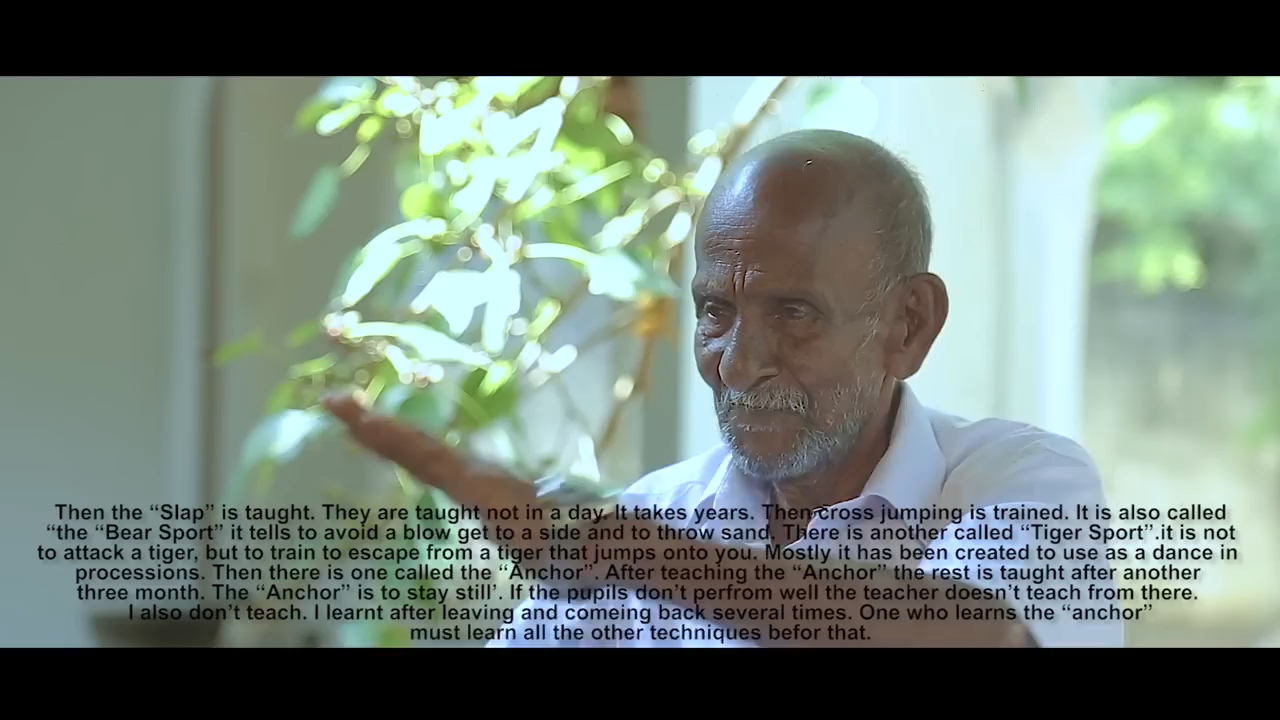 Then the “Slap” is taught. They are taught not in a day. It takes years. Then cross jumping is trained. It is also called
“the “Bear Sport” it tells to avoid a blow get to a side and to throw sand. There is another called “Tiger Sport”.it is not
to attack a tiger, but to train to escape from a tiger that jumps onto you. Mostly it has been created to use as a dance in
processions. Then there is one called the “Anchor”. After teaching the “Anchor” the rest is taught after another
three month. The “Anchor” is to stay still’. If the pupils don’t perfrom well the teacher doesn’t teach from there.
I also don’t teach. I learnt after leaving and comeing back several times. One who learns the “anchor”
must learn all the other techniques befor that.